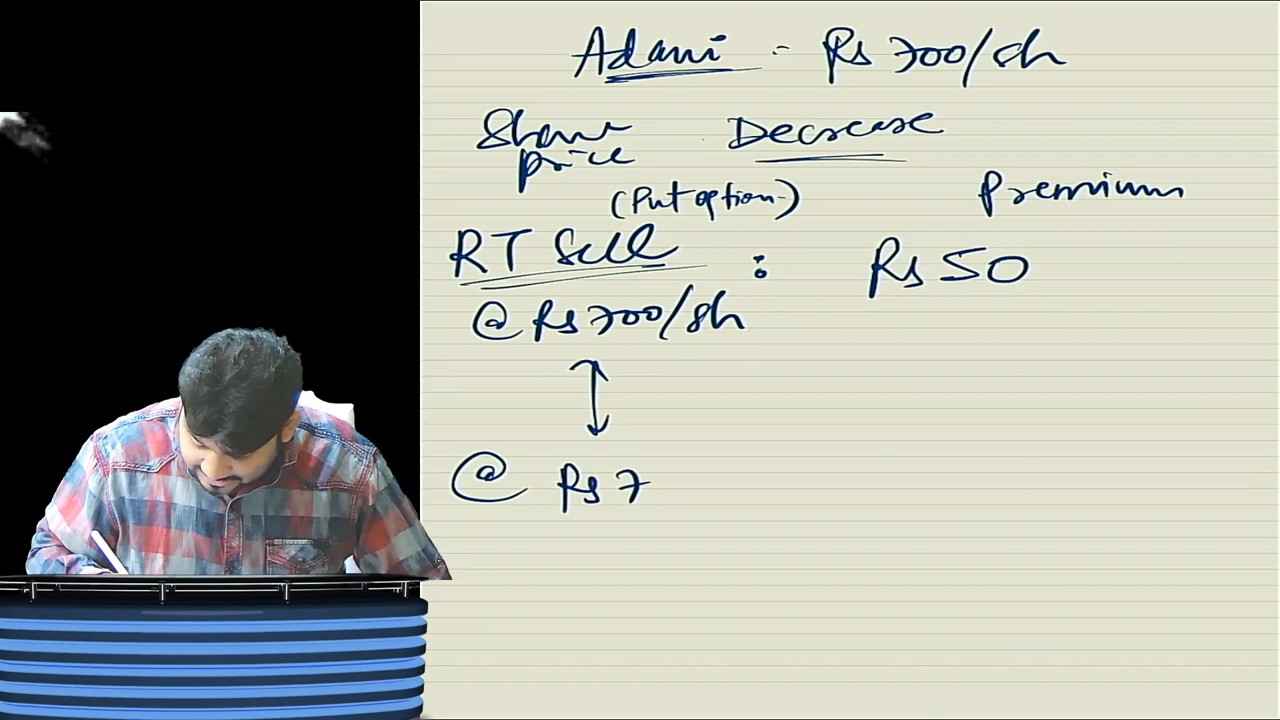 Adani - Rs 700/sh
Share price Decrease
(Put option) Premium
RT Sell : Rs 50
@ Rs 700/sh
@ Rs 7